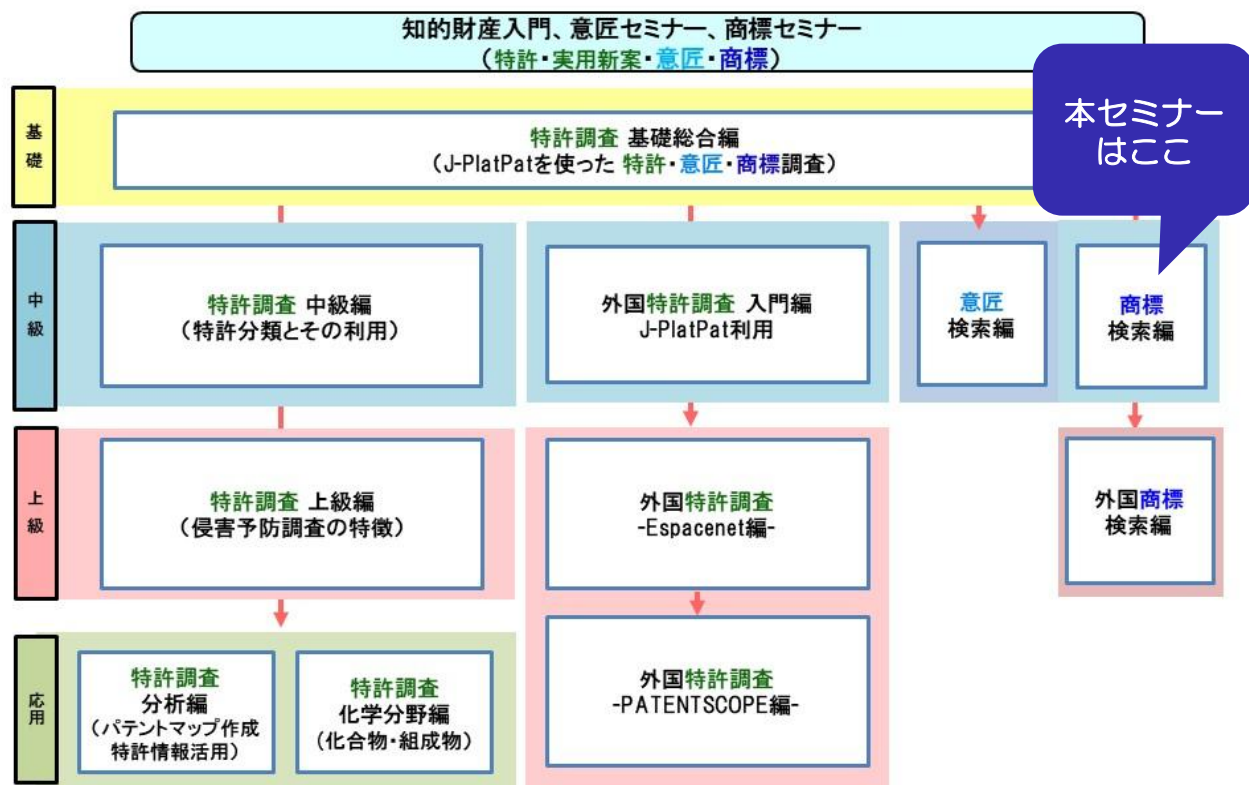 知的財産入門、意匠セミナー、商標セミナー
（特許・実用新案・意匠・商標）
本セミナー
はここ
基礎
特許調査 基礎総合編
（J-PlatPatを使った 特許・意匠・商標調査）
中級
特許調査 中級編
（特許分類とその利用）
外国特許調査 入門編
J-PlatPat利用
意匠
検索編
商標
検索編
上級
特許調査 上級編
（侵害予防調査の特徴）
外国特許調査
-Espacenet編-
外国商標
検索編
応用
特許調査
分析編
（パテントマップ作成
特許情報活用）
特許調査
化学分野編
（化合物・組成物）
外国特許調査
-PATENTSCOPE編-